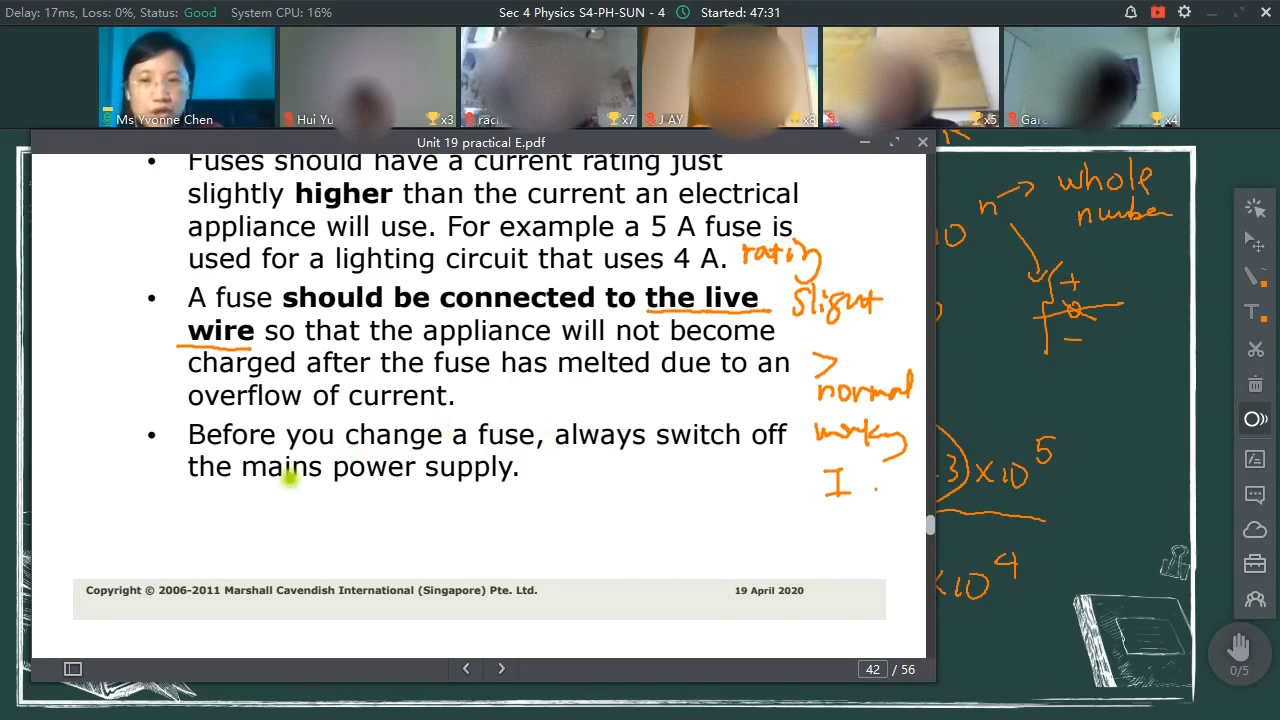 Delay: 17ms, Loss: 0%, Status: Good System CPU: 16% Sec 4 Physics S4-PH-SUN - 4 Started: 47:31
Ms Yvonne Chen
Hui Yu
x3
x7
J AY
x8
x5
x4
Unit 19 practical E.pdf
Fuses should have a current rating just
slightly higher than the current an electrical
appliance will use. For example a 5 A fuse is
used for a lighting circuit that uses 4 A.
• A fuse should be connected to the live
wire so that the appliance will not become
charged after the fuse has melted due to an
overflow of current.
• Before you change a fuse, always switch off
the mains power supply.
rating
slight
>
normal
working
I
Copyright © 2006-2011 Marshall Cavendish International (Singapore) Pte. Ltd. 19 April 2020
42 / 56
n → whole
number
10
+
-
3)×10⁵
×10⁴
0/5